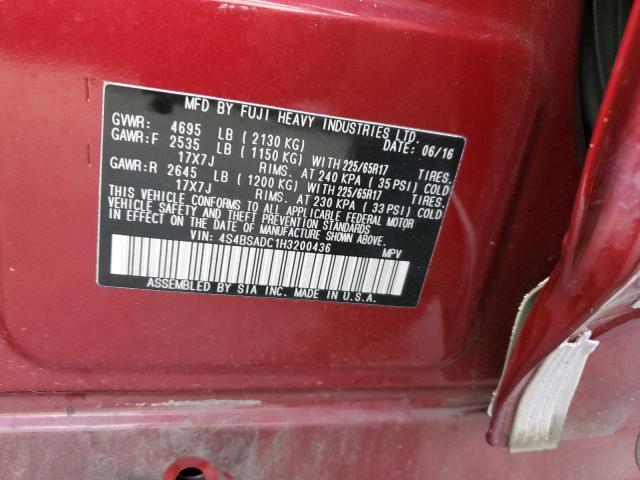 MFD BY FUJI HEAVY INDUSTRIES LTD.
GVWR: 4695 LB (2130 KG) DATE: 06/16
GAWR:F 2535 LB (1150 KG) WITH 225/65R17 TIRES.
17X7J RIMS. AT 240 KPA (35 PSI) COLD
GAWR:R 2645 LB (1200 KG) WITH 225/65R17 TIRES.
17X7J RIMS. AT 230 KPA (33 PSI) COLD
THIS VEHICLE CONFORMS TO ALL APPLICABLE FEDERAL MOTOR
VEHICLE SAFETY AND THEFT PREVENTION STANDARDS
IN EFFECT ON THE DATE OF MANUFACTURE SHOWN ABOVE.
VIN: 4S4BSADC1H3200436 MPV
ASSEMBLED BY SIA INC. MADE IN U.S.A.